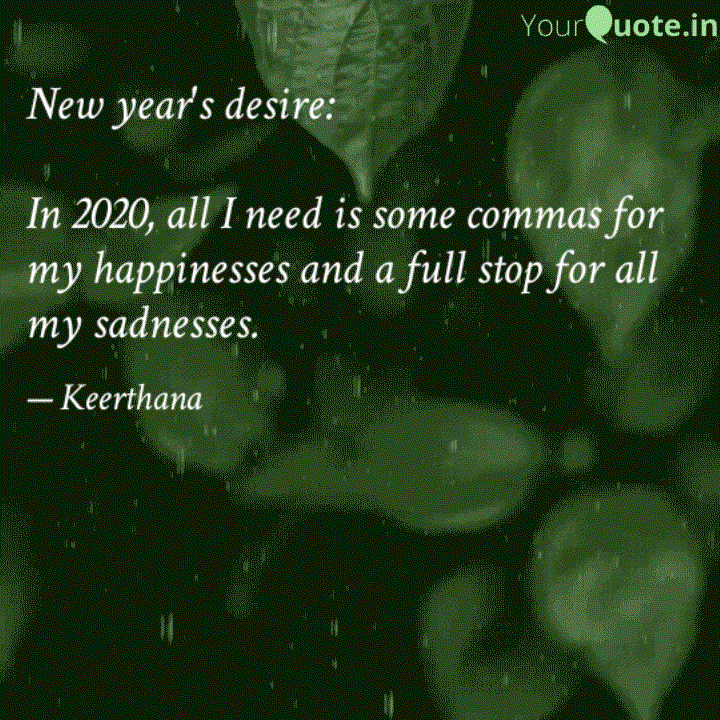 YourQuote.in
New year's desire:
In 2020, all I need is some commas for
my happinesses and a full stop for all
my sadnesses.
— Keerthana